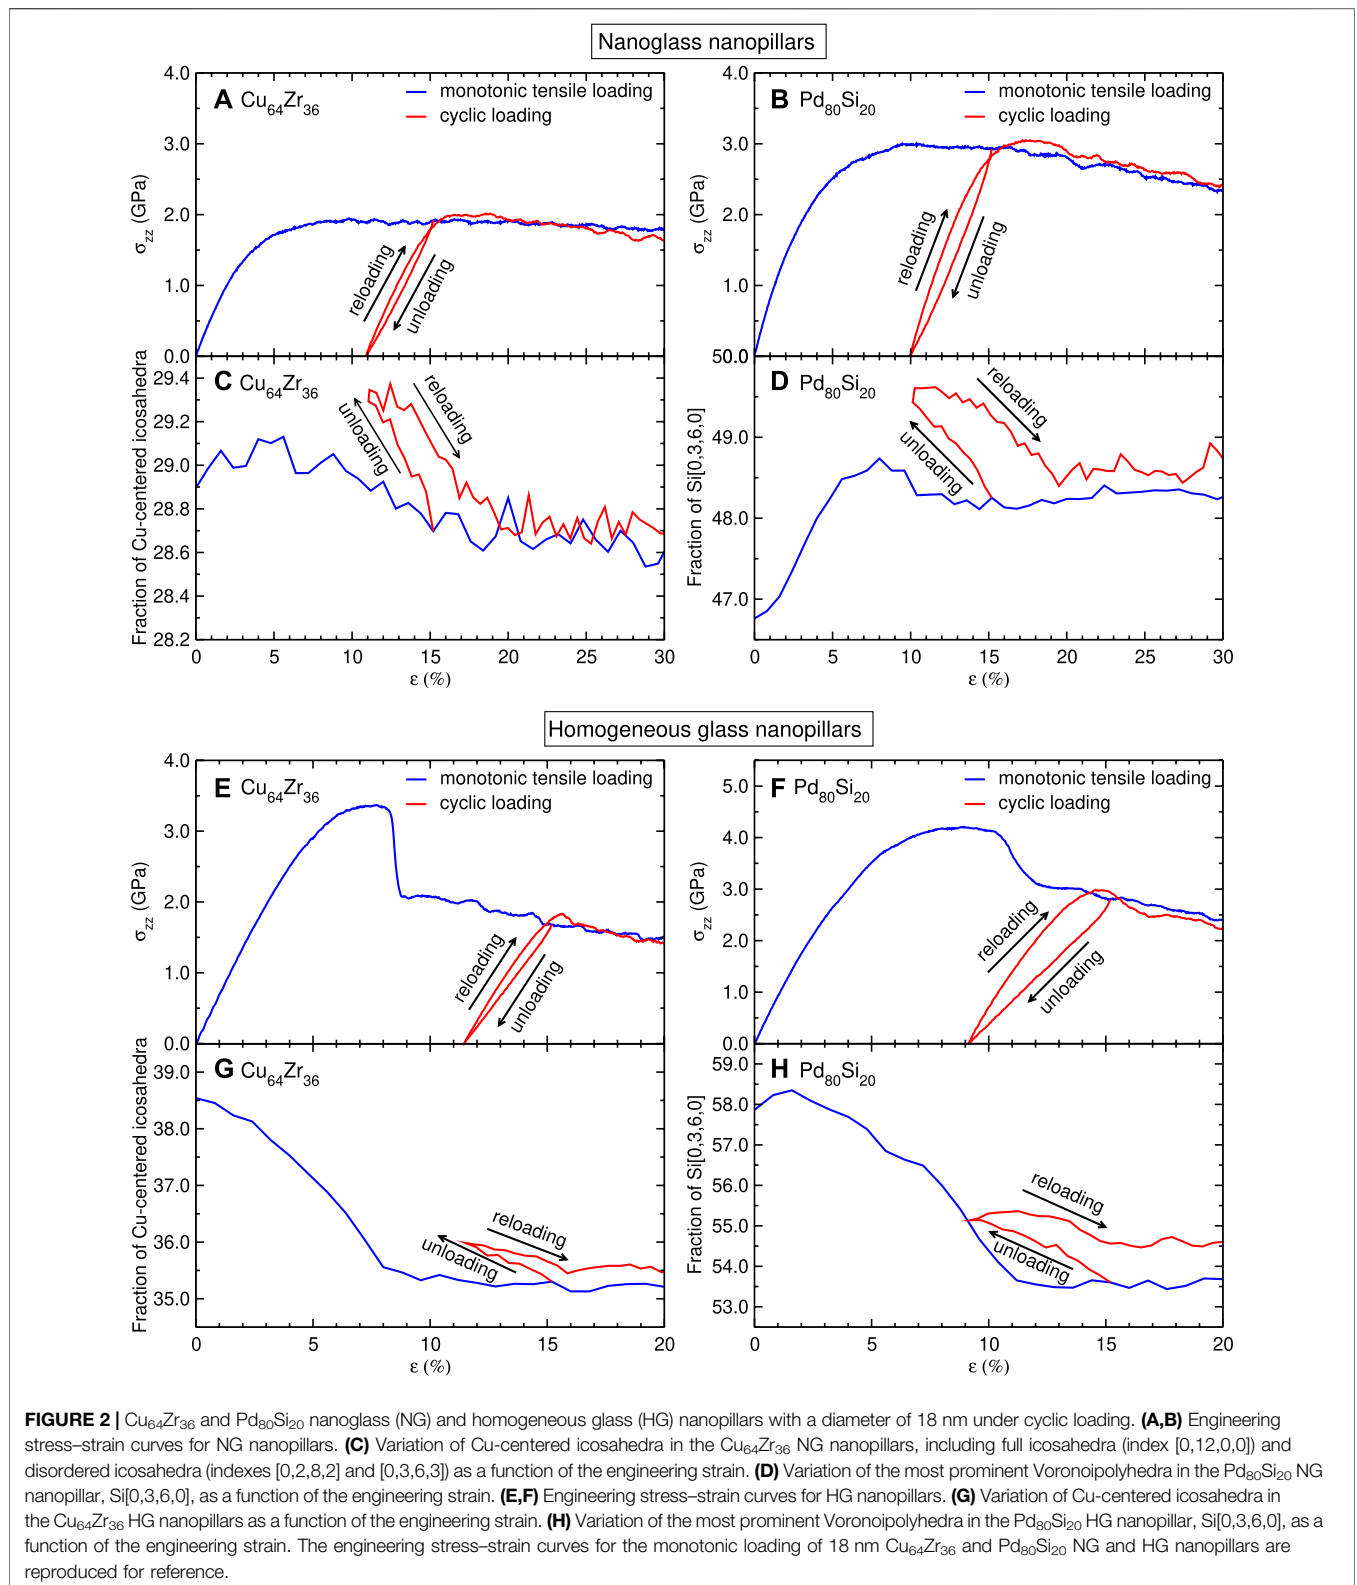 Nanoglass nanopillars
A Cu64Zr36
monotonic tensile loading
cyclic loading
σzz (GPa)
4.0
3.0
2.0
1.0
0.0
reloading
unloading
B Pd80Si20
monotonic tensile loading
cyclic loading
σzz (GPa)
4.0
3.0
2.0
1.0
50.0
reloading
unloading
C Cu64Zr36
Fraction of Cu-centered icosahedra
29.4
29.2
29.0
28.8
28.6
28.4
28.2
reloading
unloading
0 5 10 15 20 25 30
ε (%)
D Pd80Si20
Fraction of Si[0,3,6,0]
49.0
48.0
47.0
reloading
unloading
0 5 10 15 20 25 30
ε (%)
Homogeneous glass nanopillars
E Cu64Zr36
monotonic tensile loading
cyclic loading
σzz (GPa)
4.0
3.0
2.0
1.0
0.0
reloading
unloading
F Pd80Si20
monotonic tensile loading
cyclic loading
σzz (GPa)
5.0
4.0
3.0
2.0
1.0
0.0
reloading
unloading
G Cu64Zr36
Fraction of Cu-centered icosahedra
39.0
38.0
37.0
36.0
35.0
reloading
unloading
0 5 10 15 20
ε (%)
H Pd80Si20
Fraction of Si[0,3,6,0]
59.0
58.0
57.0
56.0
55.0
54.0
53.0
reloading
unloading
0 5 10 15 20
ε (%)
FIGURE 2 | Cu64Zr36 and Pd80Si20 nanoglass (NG) and homogeneous glass (HG) nanopillars with a diameter of 18 nm under cyclic loading. (A,B) Engineering
stress–strain curves for NG nanopillars. (C) Variation of Cu-centered icosahedra in the Cu64Zr36 NG nanopillars, including full icosahedra (index [0,12,0,0]) and
disordered icosahedra (indexes [0,2,8,2] and [0,3,6,3]) as a function of the engineering strain. (D) Variation of the most prominent Voronoipolyhedra in the Pd80Si20 NG
nanopillar, Si[0,3,6,0], as a function of the engineering strain. (E,F) Engineering stress–strain curves for HG nanopillars. (G) Variation of Cu-centered icosahedra in
the Cu64Zr36 HG nanopillars as a function of the engineering strain. (H) Variation of the most prominent Voronoipolyhedra in the Pd80Si20 HG nanopillar, Si[0,3,6,0], as a
function of the engineering strain. The engineering stress–strain curves for the monotonic loading of 18 nm Cu64Zr36 and Pd80Si20 NG and HG nanopillars are
reproduced for reference.